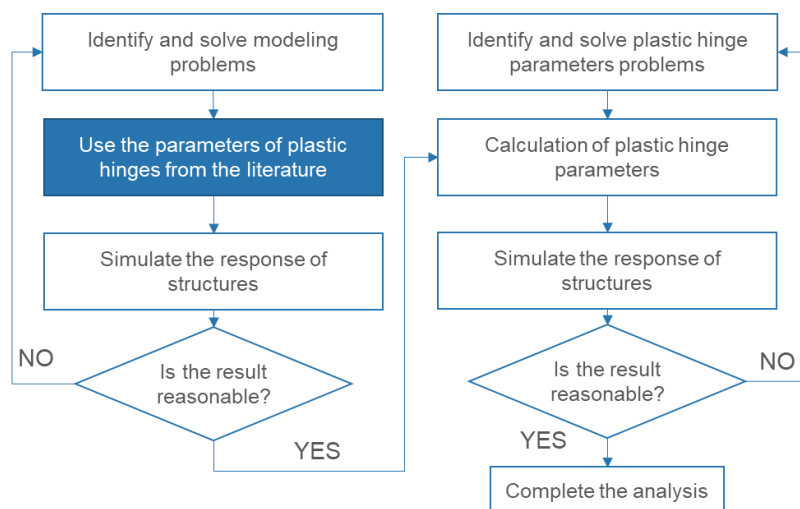 Identify and solve modeling
problems
Use the parameters of plastic
hinges from the literature
Simulate the response of
structures
Is the result
reasonable?
NO
YES
Identify and solve plastic hinge
parameters problems
Calculation of plastic hinge
parameters
Simulate the response of
structures
Is the result
reasonable?
NO
YES
Complete the analysis